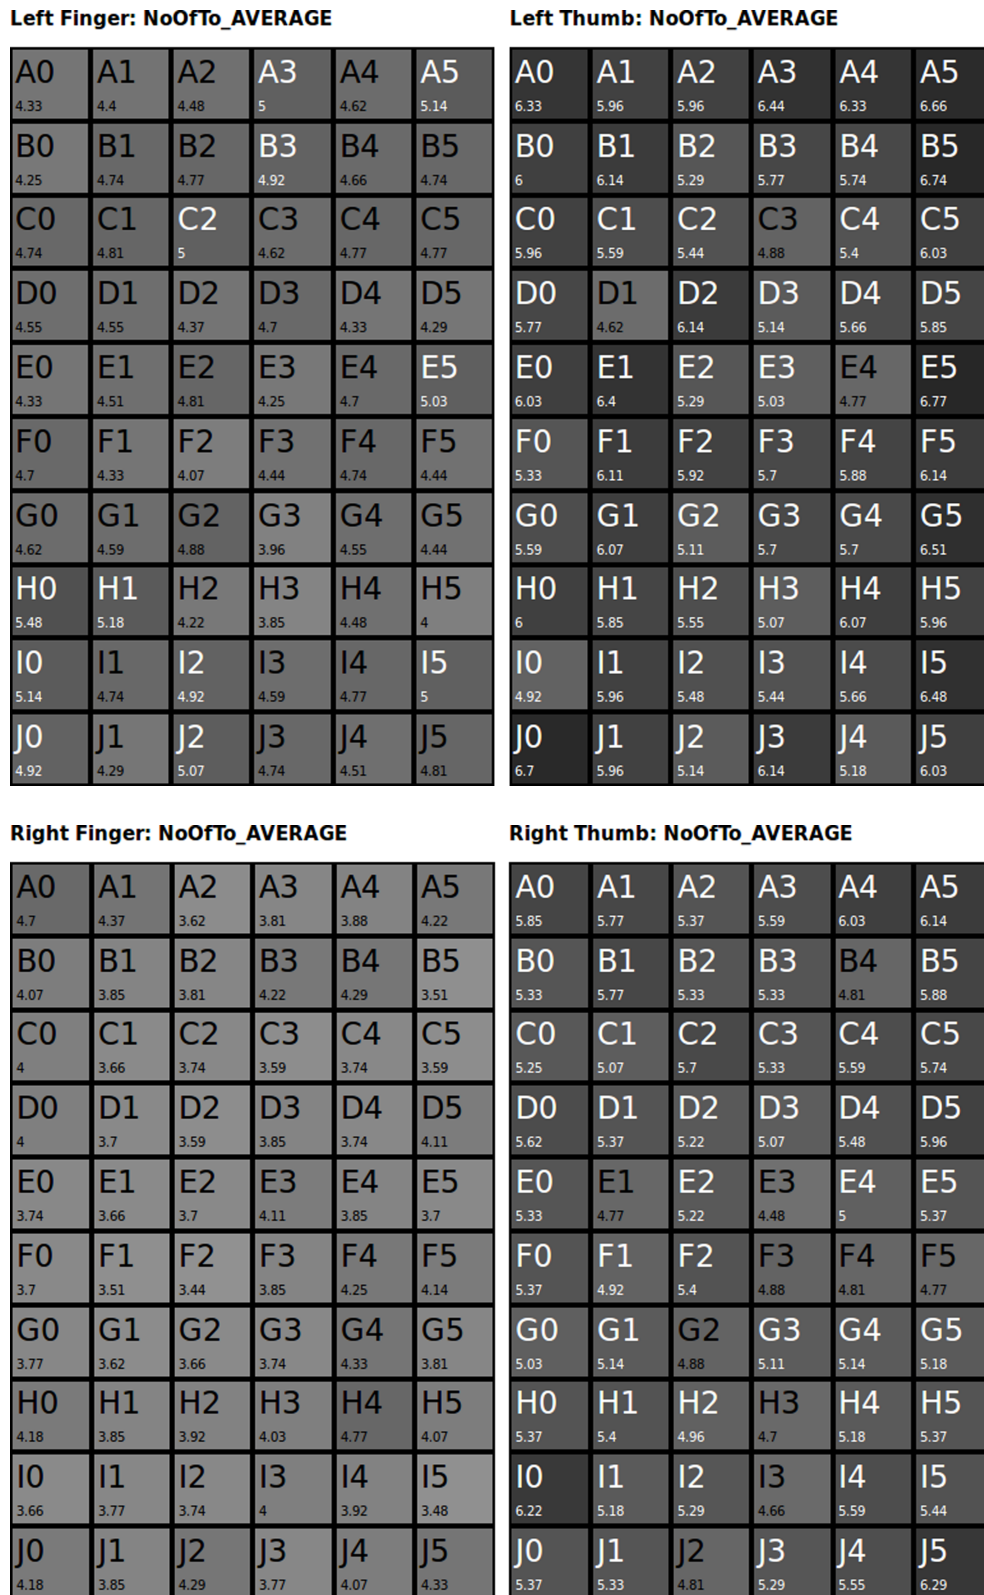 Left Finger: NoOfTo_AVERAGE
A0 A1 A2 A3 A4 A5
4.33 4.4 4.48 5 4.62 5.14
B0 B1 B2 B3 B4 B5
4.25 4.74 4.77 4.92 4.66 4.74
C0 C1 C2 C3 C4 C5
4.74 4.81 5 4.62 4.77 4.77
D0 D1 D2 D3 D4 D5
4.55 4.55 4.37 4.7 4.33 4.29
E0 E1 E2 E3 E4 E5
4.33 4.51 4.81 4.25 4.7 5.03
F0 F1 F2 F3 F4 F5
4.7 4.33 4.07 4.44 4.74 4.44
G0 G1 G2 G3 G4 G5
4.62 4.59 4.88 3.96 4.55 4.44
H0 H1 H2 H3 H4 H5
5.48 5.18 4.22 3.85 4.48 4
I0 I1 I2 I3 I4 I5
5.14 4.74 4.92 4.59 4.77 5
J0 J1 J2 J3 J4 J5
4.92 4.29 5.07 4.74 4.51 4.81
Left Thumb: NoOfTo_AVERAGE
A0 A1 A2 A3 A4 A5
6.33 5.96 5.96 6.44 6.33 6.66
B0 B1 B2 B3 B4 B5
6 6.14 5.29 5.77 5.74 6.74
C0 C1 C2 C3 C4 C5
5.96 5.59 5.44 4.88 5.4 6.03
D0 D1 D2 D3 D4 D5
5.77 4.62 6.14 5.14 5.66 5.85
E0 E1 E2 E3 E4 E5
6.03 6.4 5.29 5.03 4.77 6.77
F0 F1 F2 F3 F4 F5
5.33 6.11 5.92 5.7 5.88 6.14
G0 G1 G2 G3 G4 G5
5.59 6.07 5.11 5.7 5.7 6.51
H0 H1 H2 H3 H4 H5
6 5.85 5.55 5.07 6.07 5.96
I0 I1 I2 I3 I4 I5
4.92 5.96 5.48 5.44 5.66 6.48
J0 J1 J2 J3 J4 J5
6.7 5.96 5.14 6.14 5.18 6.03
Right Finger: NoOfTo_AVERAGE
A0 A1 A2 A3 A4 A5
4.7 4.37 3.62 3.81 3.88 4.22
B0 B1 B2 B3 B4 B5
4.07 3.85 3.81 4.22 4.29 3.51
C0 C1 C2 C3 C4 C5
4 3.66 3.74 3.59 3.74 3.59
D0 D1 D2 D3 D4 D5
4 3.7 3.59 3.85 3.74 4.11
E0 E1 E2 E3 E4 E5
3.74 3.66 3.7 4.11 3.85 3.7
F0 F1 F2 F3 F4 F5
3.7 3.51 3.44 3.85 4.25 4.14
G0 G1 G2 G3 G4 G5
3.77 3.62 3.66 3.74 4.33 3.81
H0 H1 H2 H3 H4 H5
4.18 3.85 3.92 4.03 4.77 4.07
I0 I1 I2 I3 I4 I5
3.66 3.77 3.74 4 3.92 3.48
J0 J1 J2 J3 J4 J5
4.18 3.85 4.29 3.77 4.07 4.33
Right Thumb: NoOfTo_AVERAGE
A0 A1 A2 A3 A4 A5
5.85 5.77 5.37 5.59 6.03 6.14
B0 B1 B2 B3 B4 B5
5.33 5.77 5.33 5.33 4.81 5.88
C0 C1 C2 C3 C4 C5
5.25 5.07 5.7 5.33 5.59 5.74
D0 D1 D2 D3 D4 D5
5.62 5.37 5.22 5.07 5.48 5.96
E0 E1 E2 E3 E4 E5
5.33 4.77 5.22 4.48 5 5.37
F0 F1 F2 F3 F4 F5
5.37 4.92 5.4 4.88 4.81 4.77
G0 G1 G2 G3 G4 G5
5.03 5.14 4.88 5.11 5.14 5.18
H0 H1 H2 H3 H4 H5
5.37 5.4 4.96 4.7 5.18 5.37
I0 I1 I2 I3 I4 I5
6.22 5.18 5.29 4.66 5.59 5.44
J0 J1 J2 J3 J4 J5
5.37 5.33 4.81 5.29 5.55 6.29